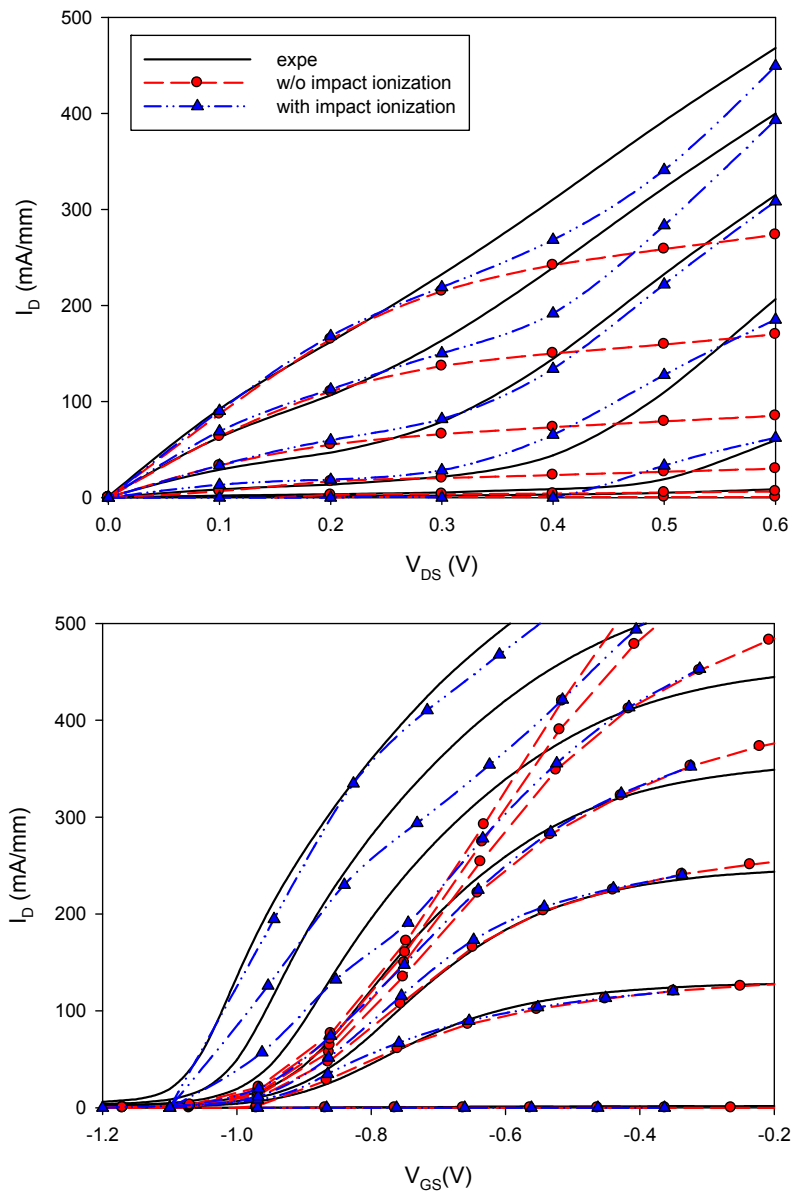 500
400
300
200
100
0
I_D (mA/mm)
expe
w/o impact ionization
with impact ionization
0.0 0.1 0.2 0.3 0.4 0.5 0.6
V_DS (V)
500
400
300
200
100
0
I_D (mA/mm)
-1.2 -1.0 -0.8 -0.6 -0.4 -0.2
V_GS(V)